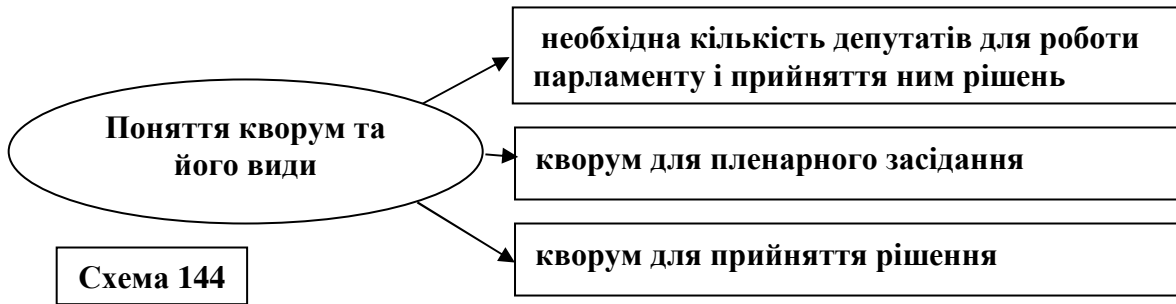 необхідна кількість депутатів для роботи
парламенту і прийняття ним рішень
Поняття кворум та
його види
кворум для пленарного засідання
кворум для прийняття рішення
Схема 144